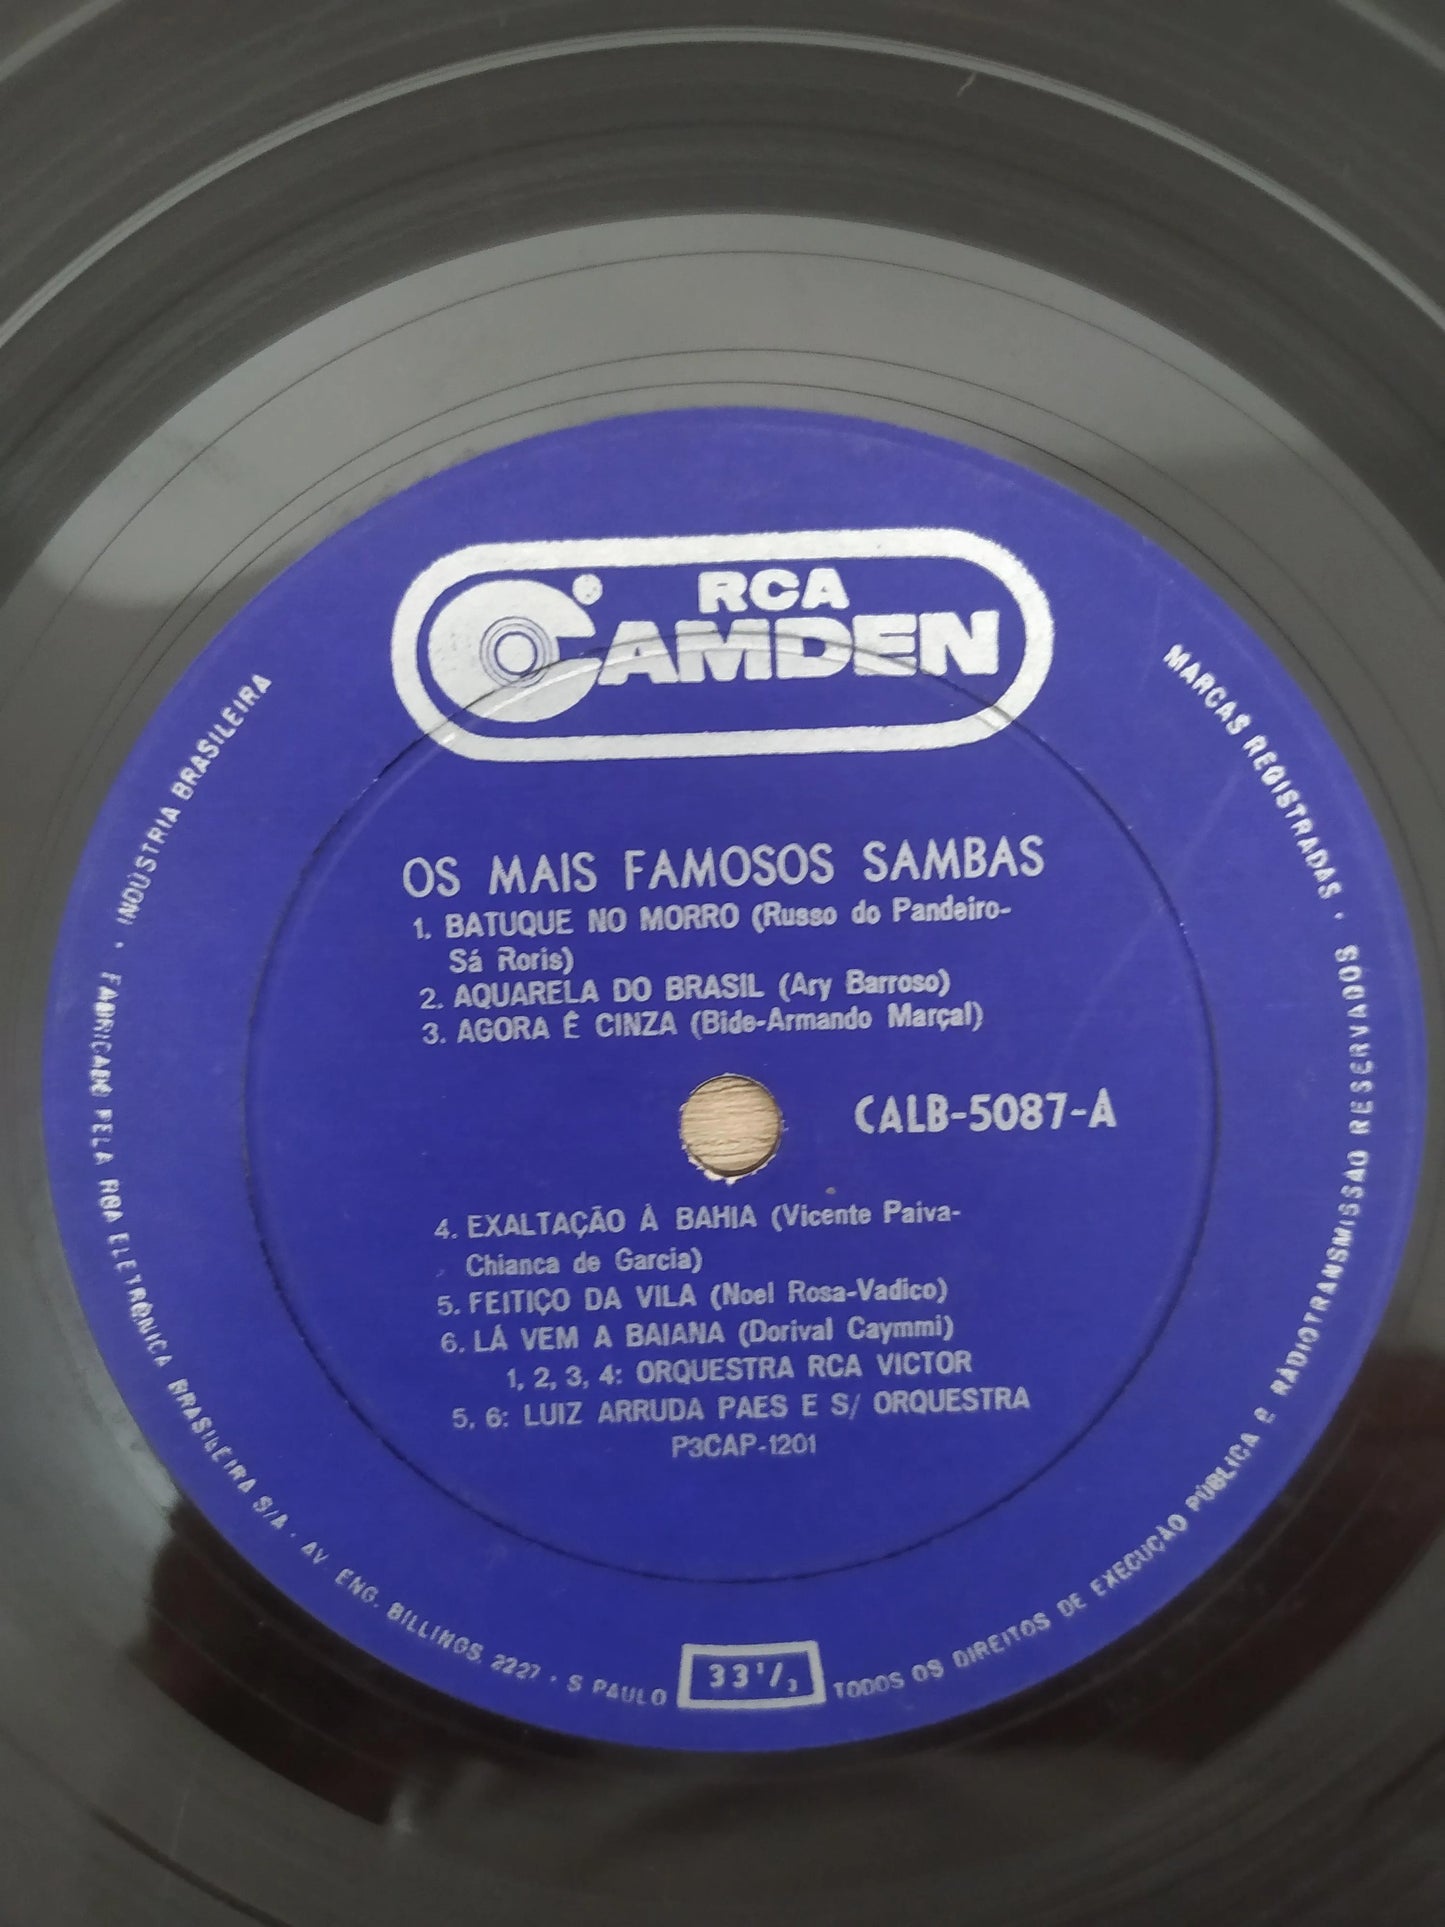 RCA
CAMDEN
OS MAIS FAMOSOS SAMBAS
1. BATUQUE NO MORRO (Russo do Pandeiro-
Sá Roris)
2. AQUARELA DO BRASIL (Ary Barroso)
3. AGORA É CINZA (Bide-Armando Marçal)
CALB-5087-A
4. EXALTAÇÃO À BAHIA (Vicente Paiva-
Chianca de Garcia)
5. FEITIÇO DA VILA (Noel Rosa-Vadico)
6. LÁ VEM A BAIANA (Dorival Caymmi)
1, 2, 3, 4: ORQUESTRA RCA VICTOR
5, 6: LUIZ ARRUDA PAES E S/ ORQUESTRA
P3CAP-1201
33 1/3
INDÚSTRIA BRASILEIRA • FABRICADO PELA RCA ELETRÔNICA BRASILEIRA S/A • AV. ENG. BILLINGS, 2227 • S PAULO
TODOS OS DIREITOS DE EXECUÇÃO PÚBLICA E RADIOTRANSMISSÃO RESERVADOS • MARCAS REGISTRADAS